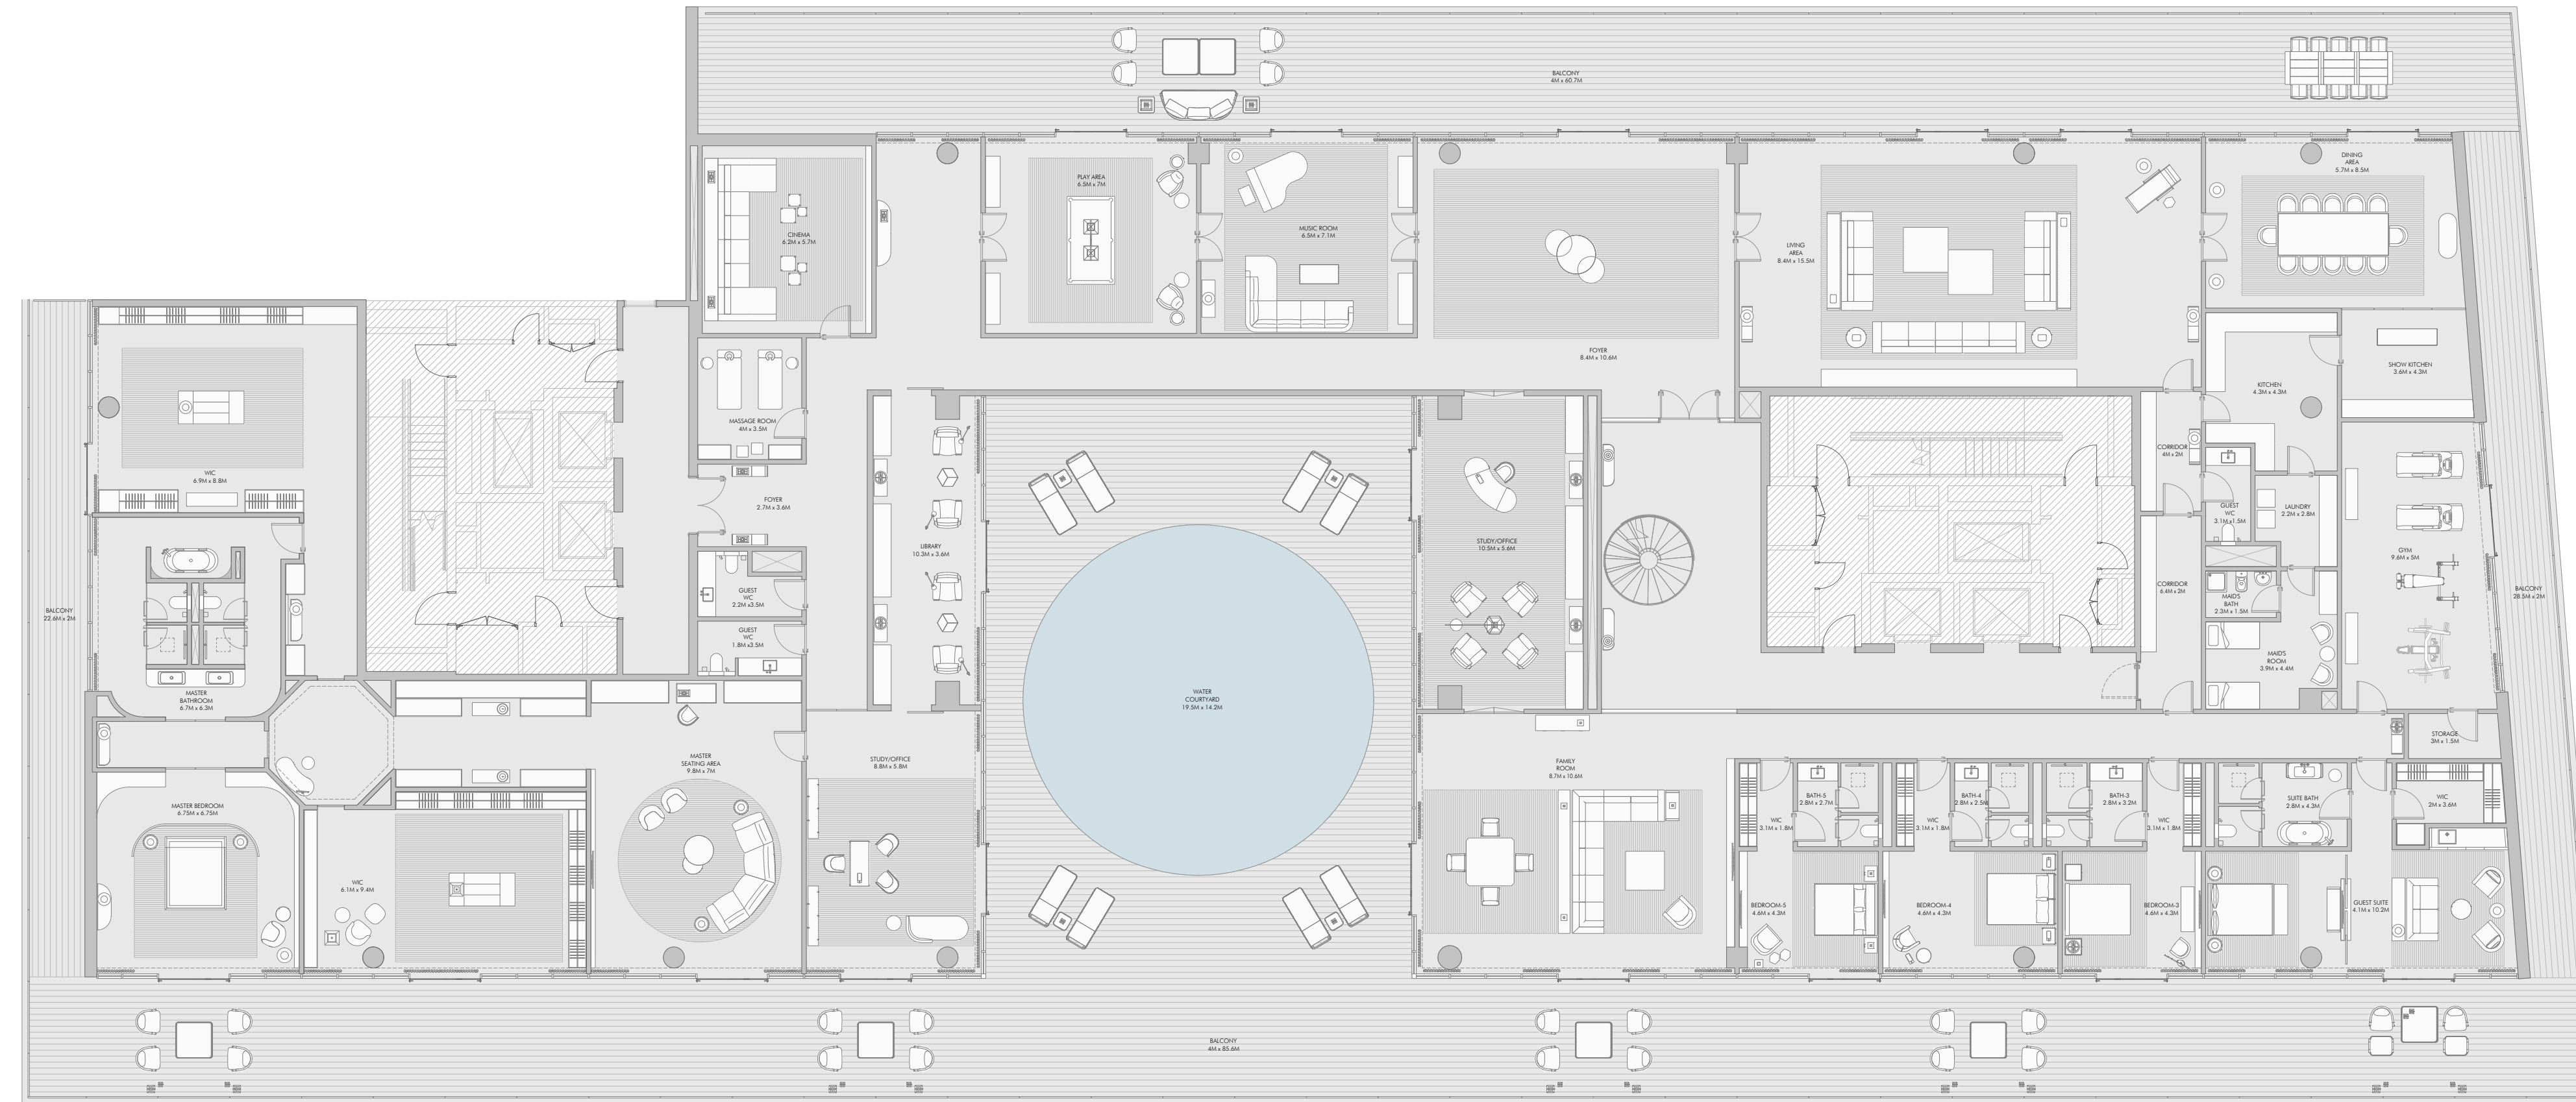 BALCONY
4M x 60.7M
DINING
AREA
5.7M x 8.5M
PLAY AREA
6.5M x 7M
CINEMA
6.2M x 5.7M
MUSIC ROOM
6.5M x 7.1M
LIVING
AREA
8.4M x 15.5M
FOYER
8.4M x 10.6M
SHOW KITCHEN
3.6M x 4.3M
KITCHEN
4.3M x 4.3M
MASSAGE ROOM
4M x 3.5M
CORRIDOR
4M x 2M
WIC
6.9M x 8.8M
FOYER
2.7M x 3.6M
GUEST
WC
3.1M x1.5M
LAUNDRY
2.2M x 2.8M
LIBRARY
10.3M x 3.6M
STUDY/OFFICE
10.5M x 5.6M
GYM
9.6M x 5M
CORRIDOR
6.4M x 2M
BALCONY
28.5M x 2M
GUEST
WC
2.2M x3.5M
MAID'S
BATH
2.3M x 1.5M
BALCONY
22.6M x 2M
GUEST
WC
1.8M x3.5M
MAID'S
ROOM
3.9M x 4.4M
MASTER
BATHROOM
6.7M x 6.3M
WATER
COURTYARD
19.5M x 14.2M
STORAGE
3M x 1.5M
MASTER
SEATING AREA
9.8M x 7M
STUDY/OFFICE
8.8M x 5 8M
FAMILY
ROOM
8.7M x 10.6M
MASTER BEDROOM
6.75M x 6.75M
BATH-5
2.8M x 2.7M
BATH-4
2.8M x 2.5M
BATH-3
2.8M x 3.2M
SUITE BATH
2.8M x 4.3M
WIC
2M x 3.6M
WIC
3.1M x 1.8M
WIC
3.1M x 1.8M
WIC
3.1M x 1.8M
WIC
6.1M x 9.4M
BEDROOM-5
4.6M x 4.3M
BEDROOM-4
4.6M x 4.3M
BEDROOM-3
4.6M x 4.3M
GUEST SUITE
4.1M x 10.2M
BALCONY
4M x 85.6M